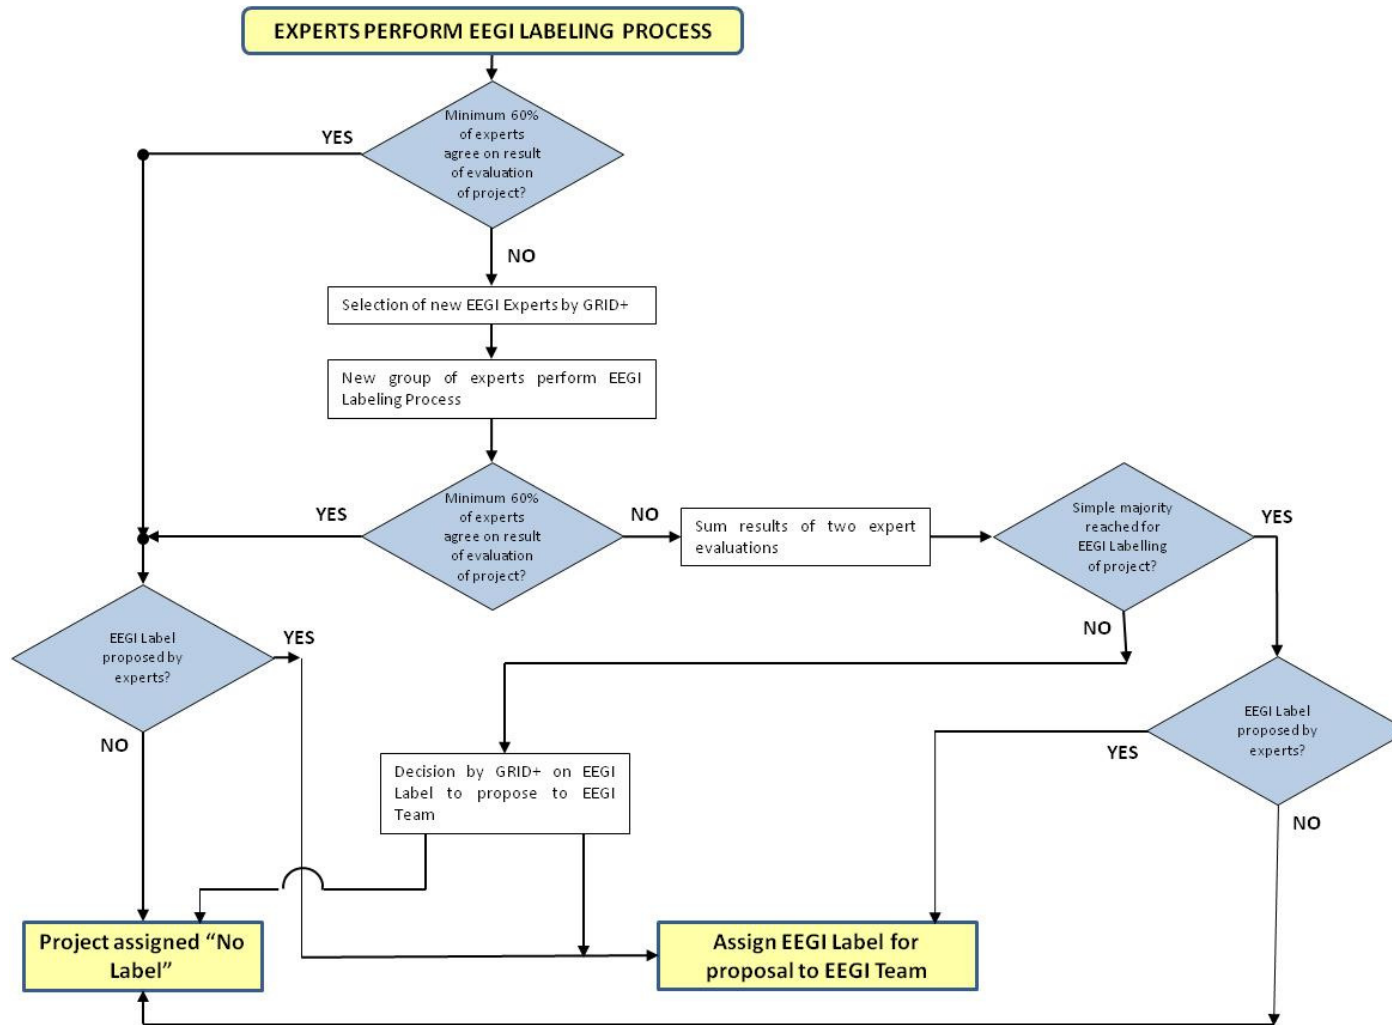 EXPERTS PERFORM EEGI LABELING PROCESS
Minimum 60%
of experts
agree on result
of evaluation
of project?
YES
NO
Selection of new EEGI Experts by GRID+
New group of experts perform EEGI
Labeling Process
Minimum 60%
of experts
agree on result
of evaluation
of project?
YES
NO
Sum results of two expert
evaluations
Simple majority
reached for
EEGI Labelling
of project?
YES
NO
EEGI Label
proposed by
experts?
YES
NO
EEGI Label
proposed by
experts?
YES
NO
Decision by GRID+ on EEGI
Label to propose to EEGI
Team
Project assigned “No
Label”
Assign EEGI Label for
proposal to EEGI Team